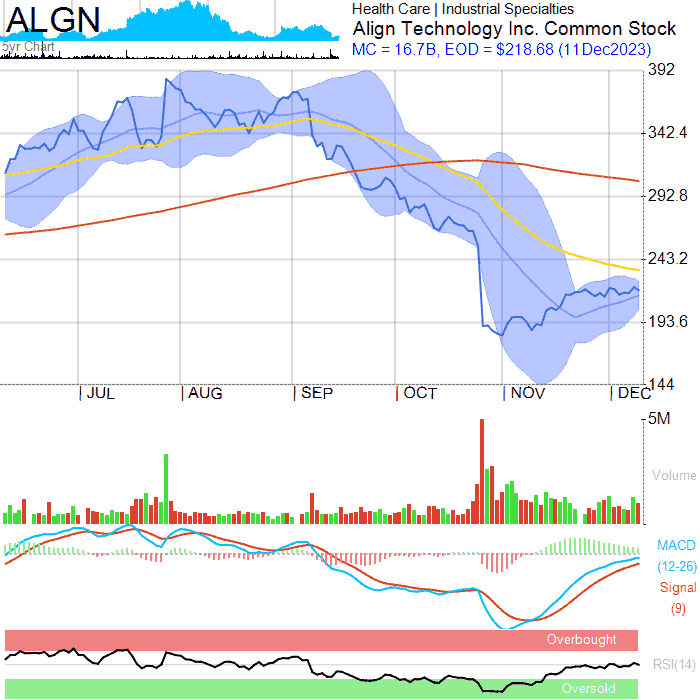 ALGN
5yr Chart
Health Care | Industrial Specialties
Align Technology Inc. Common Stock
MC = 16.7B, EOD = $218.68 (11Dec2023)
392
342.4
292.8
243.2
193.6
144
JUL
AUG
SEP
OCT
NOV
DEC
5M
Volume
MACD
(12-26)
Signal
(9)
Overbought
RSI(14)
Oversold